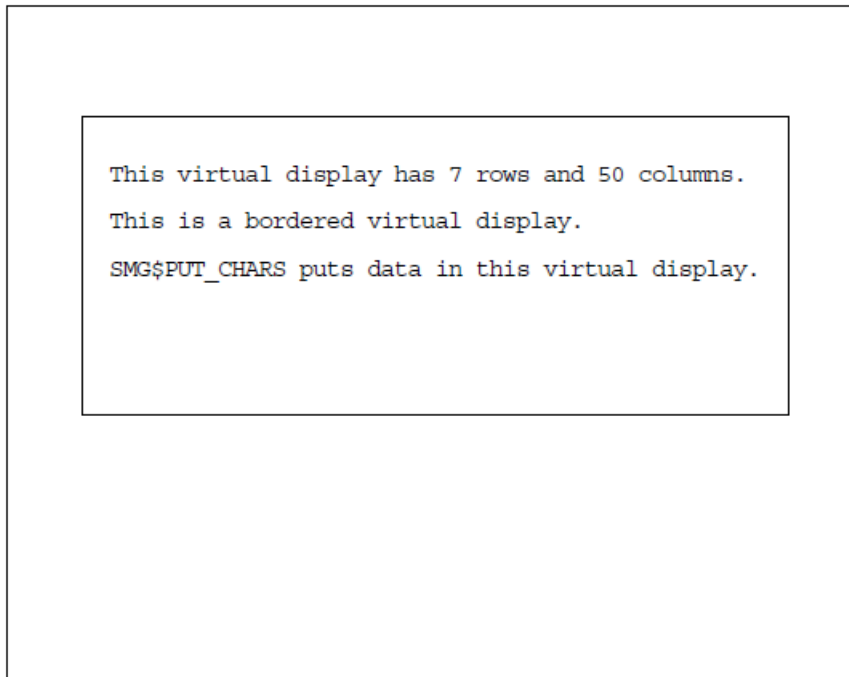 This virtual display has 7 rows and 50 columns.
This is a bordered virtual display.
SMG$PUT_CHARS puts data in this virtual display.